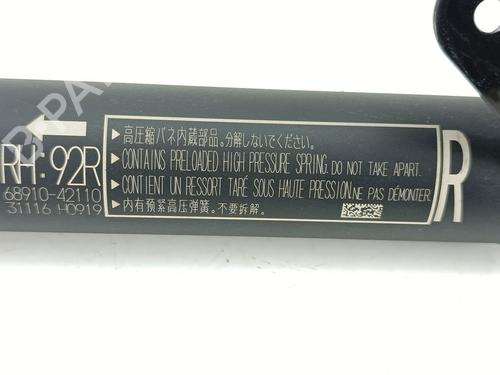 RH: 92R
68910-42110
31116 H0919
高圧縮バネ内蔵部品。分解しないでください。
CONTAINS PRELOADED HIGH PRESSURE SPRING. DO NOT TAKE APART.
CONTIENT UN RESSORT TARÉ SOUS HAUTE PRESSION. NE PAS DÉMONTER
内有预紧高压弹簧。不要拆解。
R